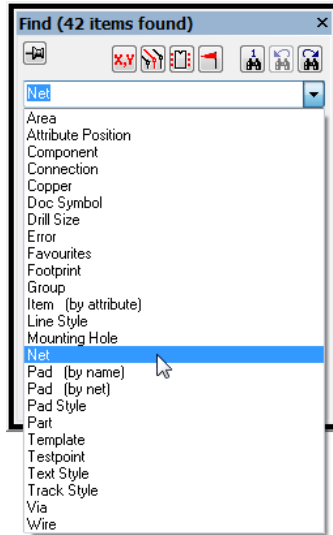 Find (42 items found)
X,Y
1
Net
Area
Attribute Position
Component
Connection
Copper
Doc Symbol
Drill Size
Error
Favourites
Footprint
Group
Item (by attribute)
Line Style
Mounting Hole
Net
Pad (by name)
Pad (by net)
Pad Style
Part
Template
Testpoint
Text Style
Track Style
Via
Wire